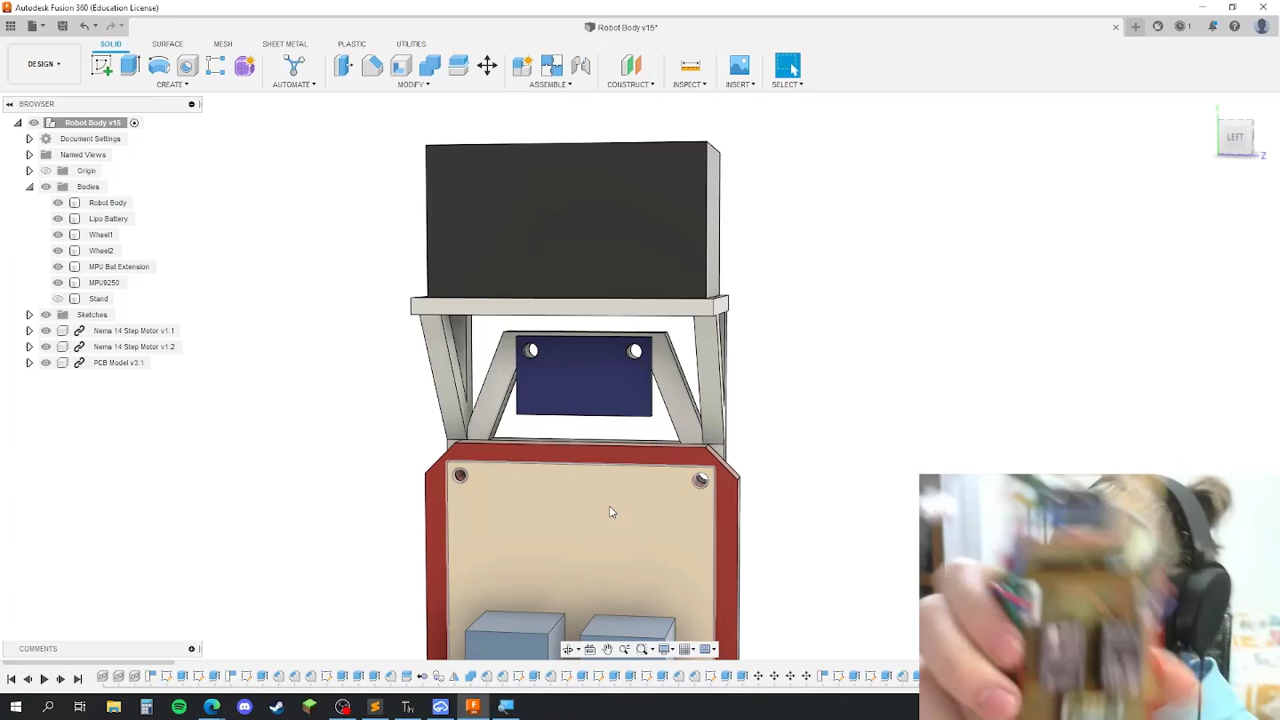 Autodesk Fusion 360 (Education License)
Robot Body v15*
1
SOLID
SURFACE
MESH
SHEET METAL
PLASTIC
UTILITIES
DESIGN
CREATE
AUTOMATE
MODIFY
ASSEMBLE
CONSTRUCT
INSPECT
INSERT
SELECT
BROWSER
Robot Body v15
Document Settings
Named Views
Origin
Bodies
Robot Body
Lipo Battery
Wheel1
Wheel2
MPU Bat Extension
MPU9250
Stand
Sketches
Nema 14 Step Motor v1:1
Nema 14 Step Motor v1:2
PCB Model v3:1
LEFT
Y
Z
COMMENTS
Th
F